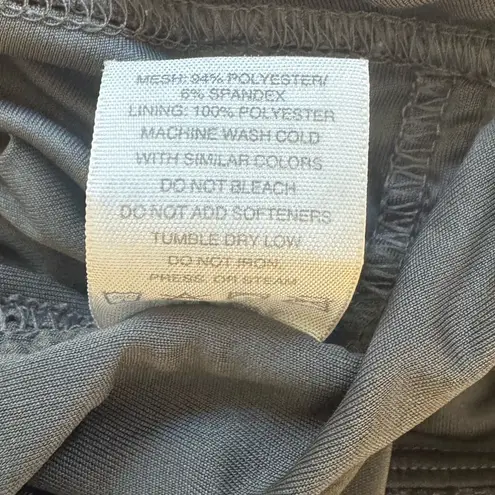 MESH: 94% POLYESTER/
6% SPANDEX
LINING: 100% POLYESTER
MACHINE WASH COLD
WITH SIMILAR COLORS
DO NOT BLEACH
DO NOT ADD SOFTENERS
TUMBLE DRY LOW
DO NOT IRON,
PRESS, OR STEAM